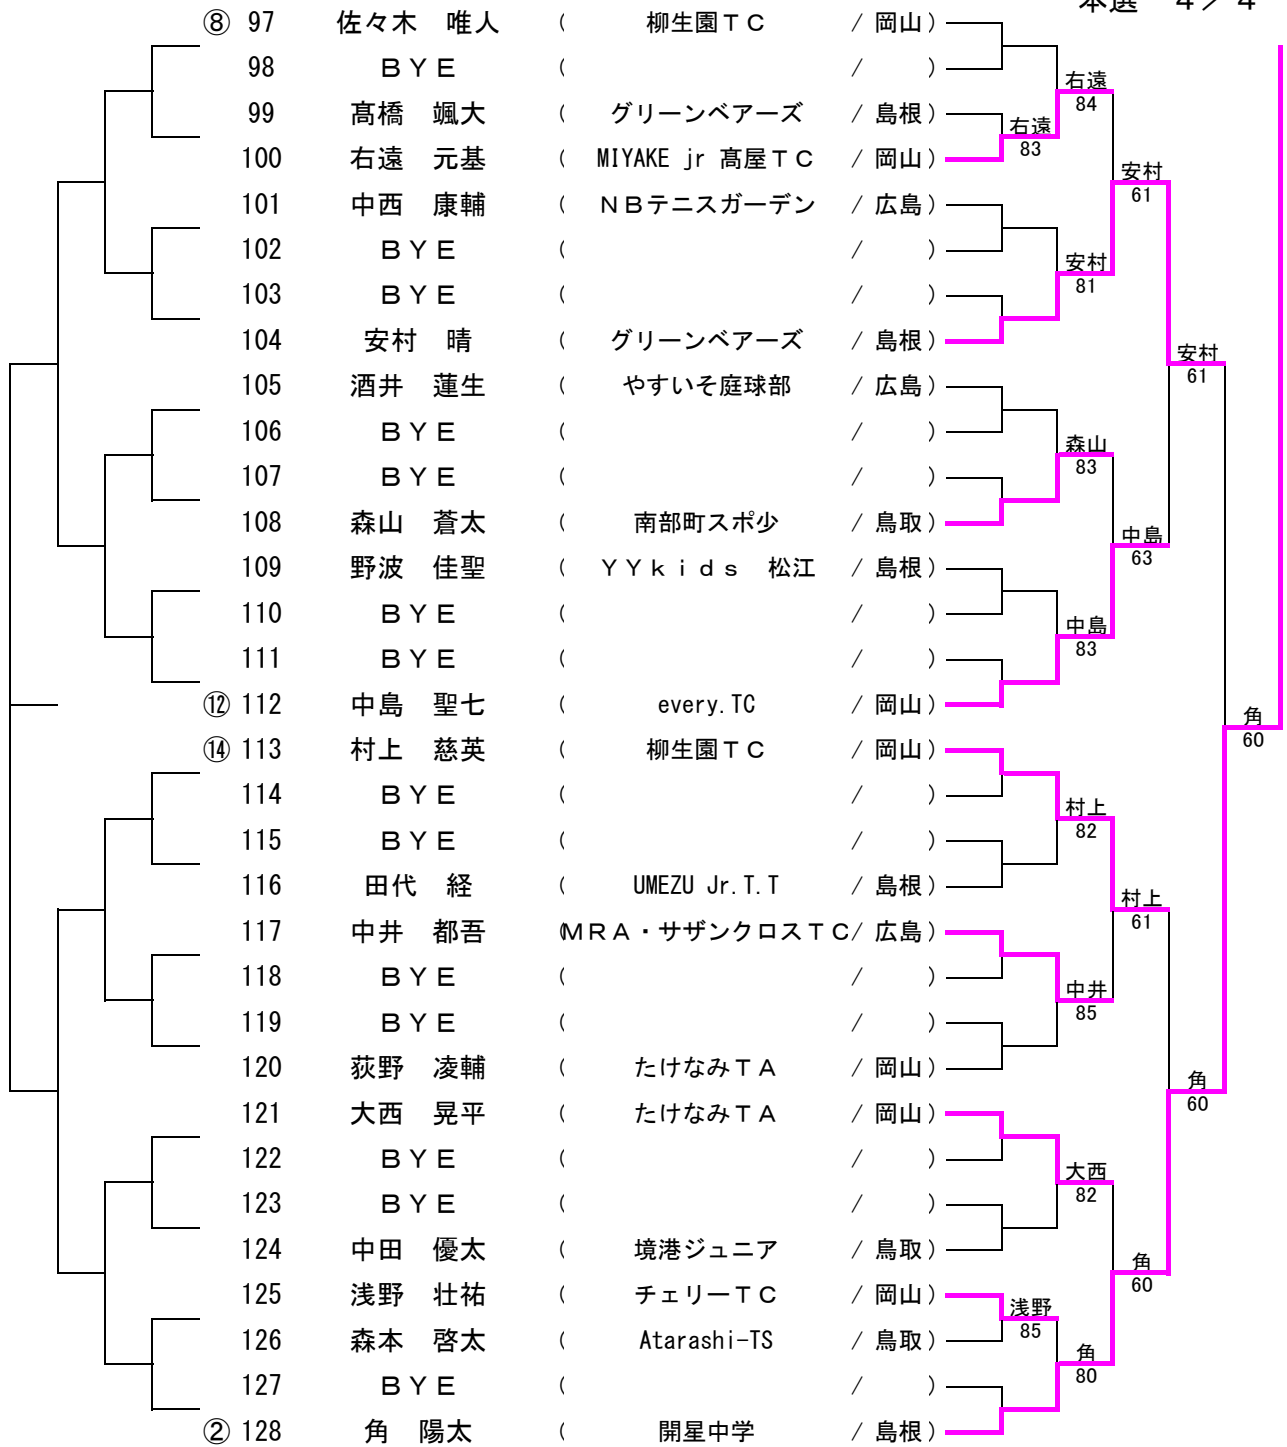 本選 4/4
⑧ 97 佐々木 唯人 ( 柳生園TC / 岡山 )
98 BYE ( / )
右遠
84
99 髙橋 颯大 ( グリーンベアーズ / 島根 )
右遠
83
100 右遠 元基 ( MIYAKE jr 髙屋TC / 岡山 )
安村
61
101 中西 康輔 ( NBテニスガーデン / 広島 )
102 BYE ( / )
安村
81
103 BYE ( / )
104 安村 晴 ( グリーンベアーズ / 島根 )
安村
61
105 酒井 蓮生 ( やすいそ庭球部 / 広島 )
106 BYE ( / )
森山
83
107 BYE ( / )
108 森山 蒼太 ( 南部町スポ少 / 鳥取 )
中島
63
109 野波 佳聖 ( YYkids 松江 / 島根 )
110 BYE ( / )
中島
83
111 BYE ( / )
⑫ 112 中島 聖七 ( every.TC / 岡山 )
角
60
⑭ 113 村上 慈英 ( 柳生園TC / 岡山 )
114 BYE ( / )
村上
82
115 BYE ( / )
116 田代 経 ( UMEZU Jr.T.T / 島根 )
村上
61
117 中井 都吾 ( MRA・サザンクロスTC / 広島 )
118 BYE ( / )
中井
85
119 BYE ( / )
120 荻野 凌輔 ( たけなみTA / 岡山 )
角
60
121 大西 晃平 ( たけなみTA / 岡山 )
122 BYE ( / )
大西
82
123 BYE ( / )
124 中田 優太 ( 境港ジュニア / 鳥取 )
角
60
125 浅野 壮祐 ( チェリーTC / 岡山 )
浅野
85
126 森本 啓太 ( Atarashi-TS / 鳥取 )
角
80
127 BYE ( / )
② 128 角 陽太 ( 開星中学 / 島根 )